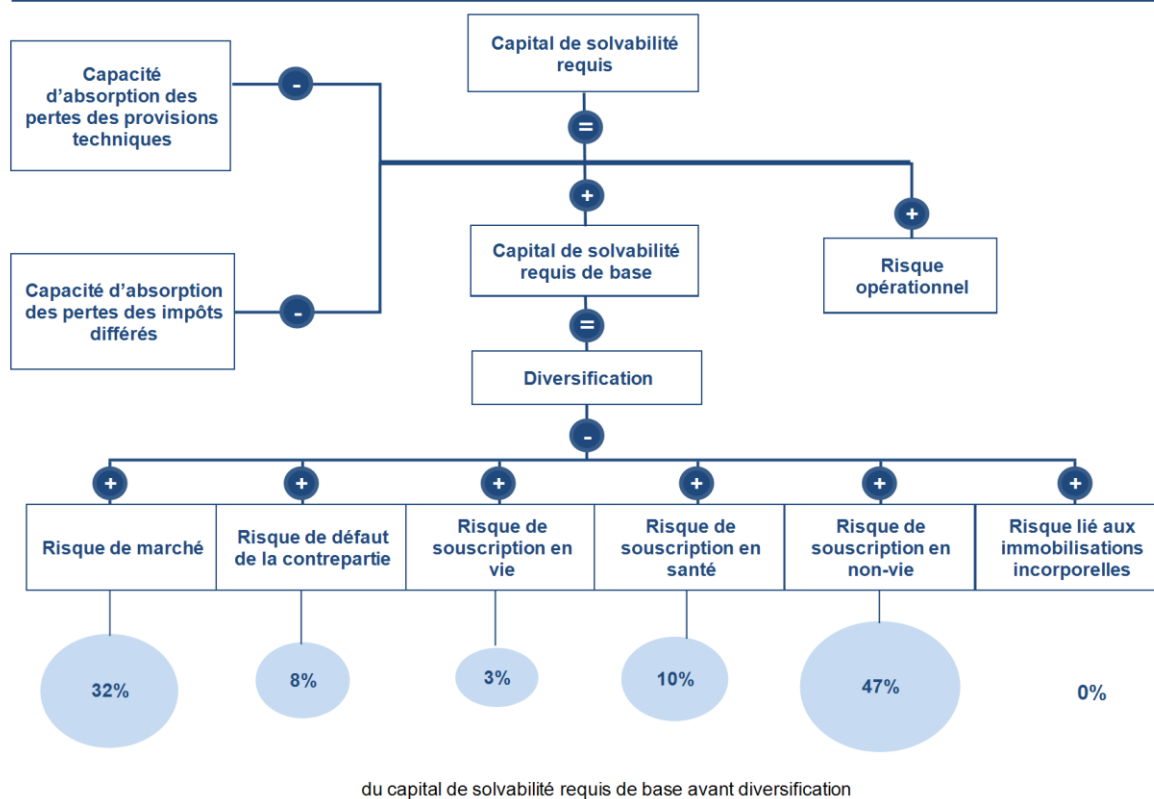 Capital de solvabilité
requis
Capacité
d'absorption des
pertes des provisions
techniques
-
=
+
+
Capital de solvabilité
requis de base
Risque
opérationnel
Capacité d'absorption
des pertes des impôts
différés
-
=
Diversification
-
+
+
+
+
+
+
Risque de marché
Risque de défaut
de la contrepartie
Risque de
souscription en
vie
Risque de
souscription en
santé
Risque de
souscription en
non-vie
Risque lié aux
immobilisations
incorporelles
32%
8%
3%
10%
47%
0%
du capital de solvabilité requis de base avant diversification